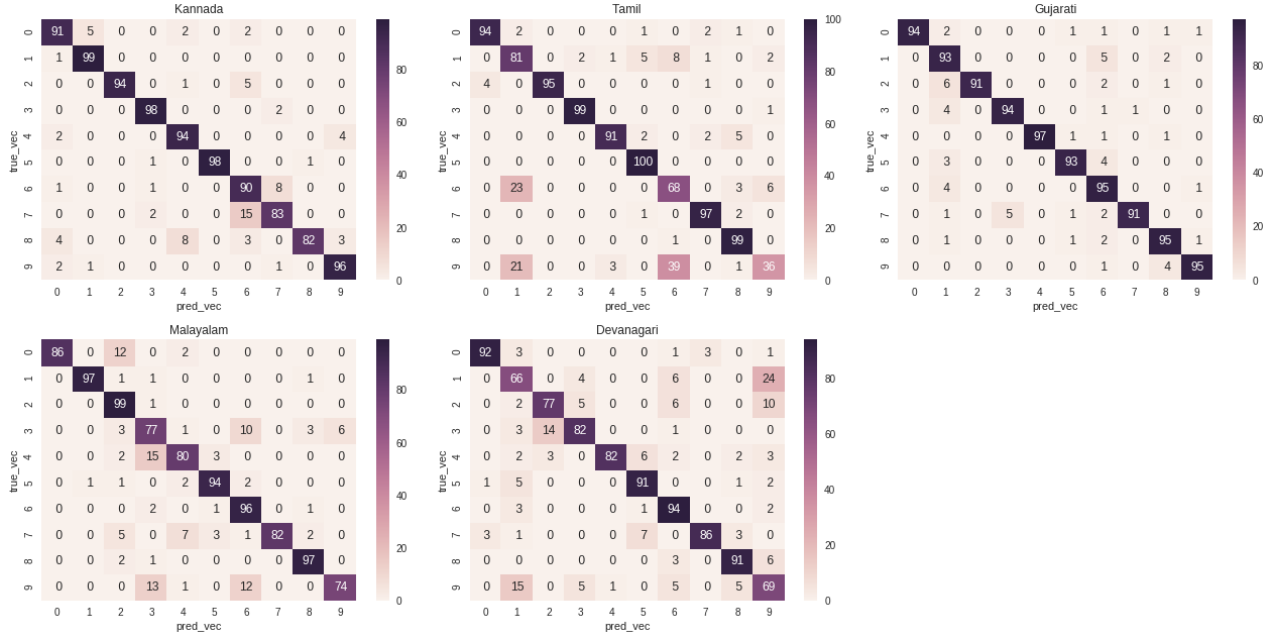 Kannada
true_vec
0 91 5 0 0 2 0 2 0 0 0
1 1 99 0 0 0 0 0 0 0 0
2 0 0 94 0 1 0 5 0 0 0
3 0 0 0 98 0 0 0 2 0 0
4 2 0 0 0 94 0 0 0 0 4
5 0 0 0 1 0 98 0 0 1 0
6 1 0 0 1 0 0 90 8 0 0
7 0 0 0 2 0 0 15 83 0 0
8 4 0 0 0 8 0 3 0 82 3
9 2 1 0 0 0 0 0 1 0 96
0 1 2 3 4 5 6 7 8 9
pred_vec
80
60
40
20
0
Tamil
true_vec
0 94 2 0 0 0 1 0 2 1 0
1 0 81 0 2 1 5 8 1 0 2
2 4 0 95 0 0 0 0 1 0 0
3 0 0 0 99 0 0 0 0 0 1
4 0 0 0 0 91 2 0 2 5 0
5 0 0 0 0 0 100 0 0 0 0
6 0 23 0 0 0 0 68 0 3 6
7 0 0 0 0 0 1 0 97 2 0
8 0 0 0 0 0 0 1 0 99 0
9 0 21 0 0 3 0 39 0 1 36
0 1 2 3 4 5 6 7 8 9
pred_vec
100
80
60
40
20
0
Gujarati
true_vec
0 94 2 0 0 0 1 1 0 1 1
1 0 93 0 0 0 0 5 0 2 0
2 0 6 91 0 0 0 2 0 1 0
3 0 4 0 94 0 0 1 1 0 0
4 0 0 0 0 97 1 1 0 1 0
5 0 3 0 0 0 93 4 0 0 0
6 0 4 0 0 0 0 95 0 0 1
7 0 1 0 5 0 1 2 91 0 0
8 0 1 0 0 0 1 2 0 95 1
9 0 0 0 0 0 0 1 0 4 95
0 1 2 3 4 5 6 7 8 9
pred_vec
80
60
40
20
0
Malayalam
true_vec
0 86 0 12 0 2 0 0 0 0 0
1 0 97 1 1 0 0 0 0 1 0
2 0 0 99 1 0 0 0 0 0 0
3 0 0 3 77 1 0 10 0 3 6
4 0 0 2 15 80 3 0 0 0 0
5 0 1 1 0 2 94 2 0 0 0
6 0 0 0 2 0 1 96 0 1 0
7 0 0 5 0 7 3 1 82 2 0
8 0 0 2 1 0 0 0 0 97 0
9 0 0 0 13 1 0 12 0 0 74
0 1 2 3 4 5 6 7 8 9
pred_vec
80
60
40
20
0
Devanagari
true_vec
0 92 3 0 0 0 0 1 3 0 1
1 0 66 0 4 0 0 6 0 0 24
2 0 2 77 5 0 0 6 0 0 10
3 0 3 14 82 0 0 1 0 0 0
4 0 2 3 0 82 6 2 0 2 3
5 1 5 0 0 0 91 0 0 1 2
6 0 3 0 0 0 1 94 0 0 2
7 3 1 0 0 0 7 0 86 3 0
8 0 0 0 0 0 0 3 0 91 6
9 0 15 0 5 1 0 5 0 5 69
0 1 2 3 4 5 6 7 8 9
pred_vec
80
60
40
20
0